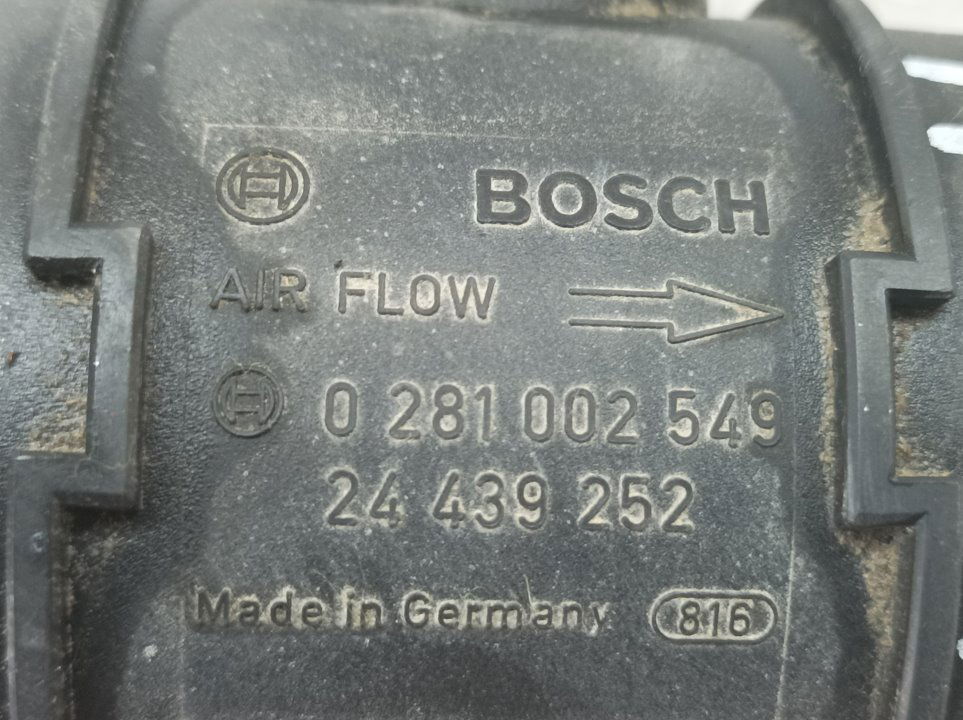 BOSCH
AIR FLOW
0 281 002 549
24 439 252
Made in Germany 816